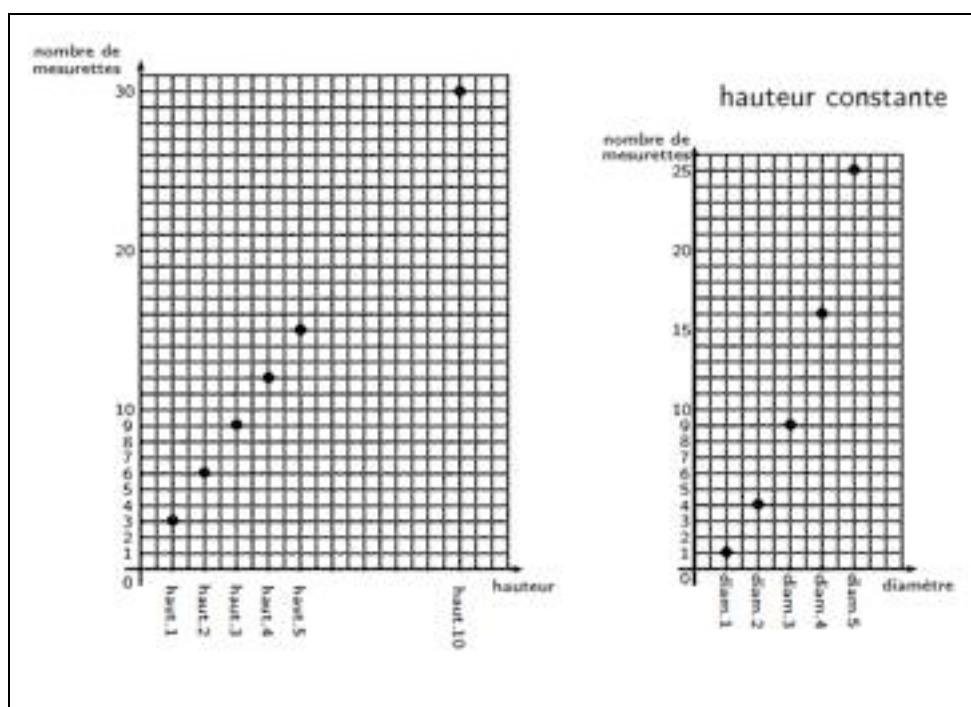 nombre de
mesurettes
30
20
10
9
8
7
6
5
4
3
2
1
0
hauteur
haut.1
haut.2
haut.3
haut.4
haut.5
haut.10
hauteur constante
nombre de
mesurettes
25
20
15
10
9
8
7
6
5
4
3
2
1
0
diamètre
diam.1
diam.2
diam.3
diam.4
diam.5